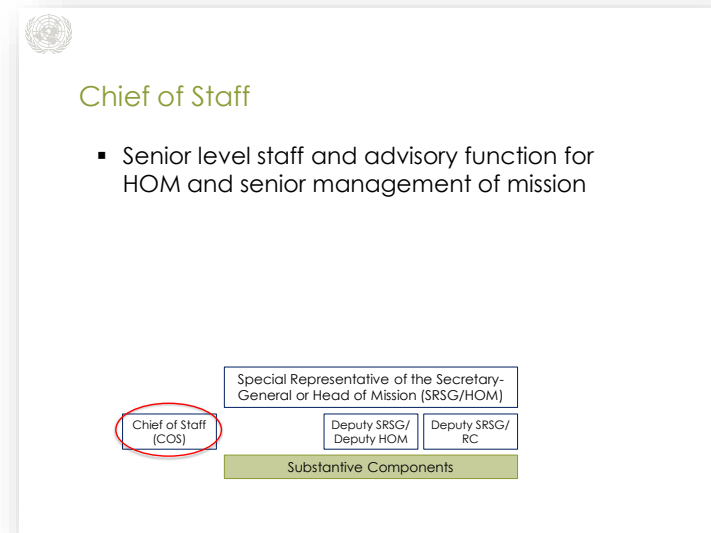 Chief of Staff
▪ Senior level staff and advisory function for
HOM and senior management of mission
Special Representative of the Secretary-
General or Head of Mission (SRSG/HOM)
Chief of Staff
(COS)
Deputy SRSG/
Deputy HOM
Deputy SRSG/
RC
Substantive Components